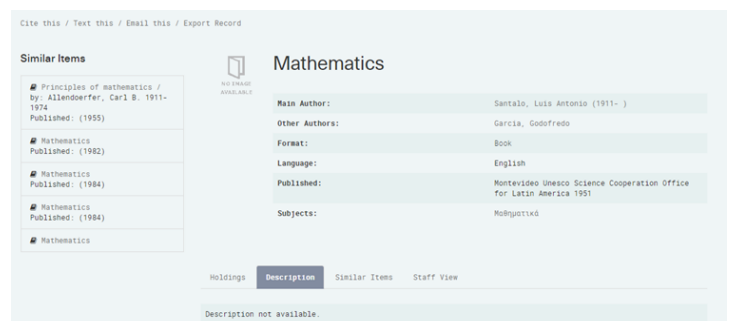 Cite this / Text this / Email this / Export Record
Similar Items
Principles of mathematics /
by: Allendoerfer, Carl B. 1911-
1974
Published: (1955)
Mathematics
Published: (1982)
Mathematics
Published: (1984)
Mathematics
Published: (1984)
Mathematics
NO IMAGE
AVAILABLE
Mathematics
Main Author: Santalo, Luis Antonio (1911- )
Other Authors: Garcia, Godofredo
Format: Book
Language: English
Published: Montevideo Unesco Science Cooperation Office
for Latin America 1951
Subjects: Μαθηματικά
Holdings Description Similar Items Staff View
Description not available.